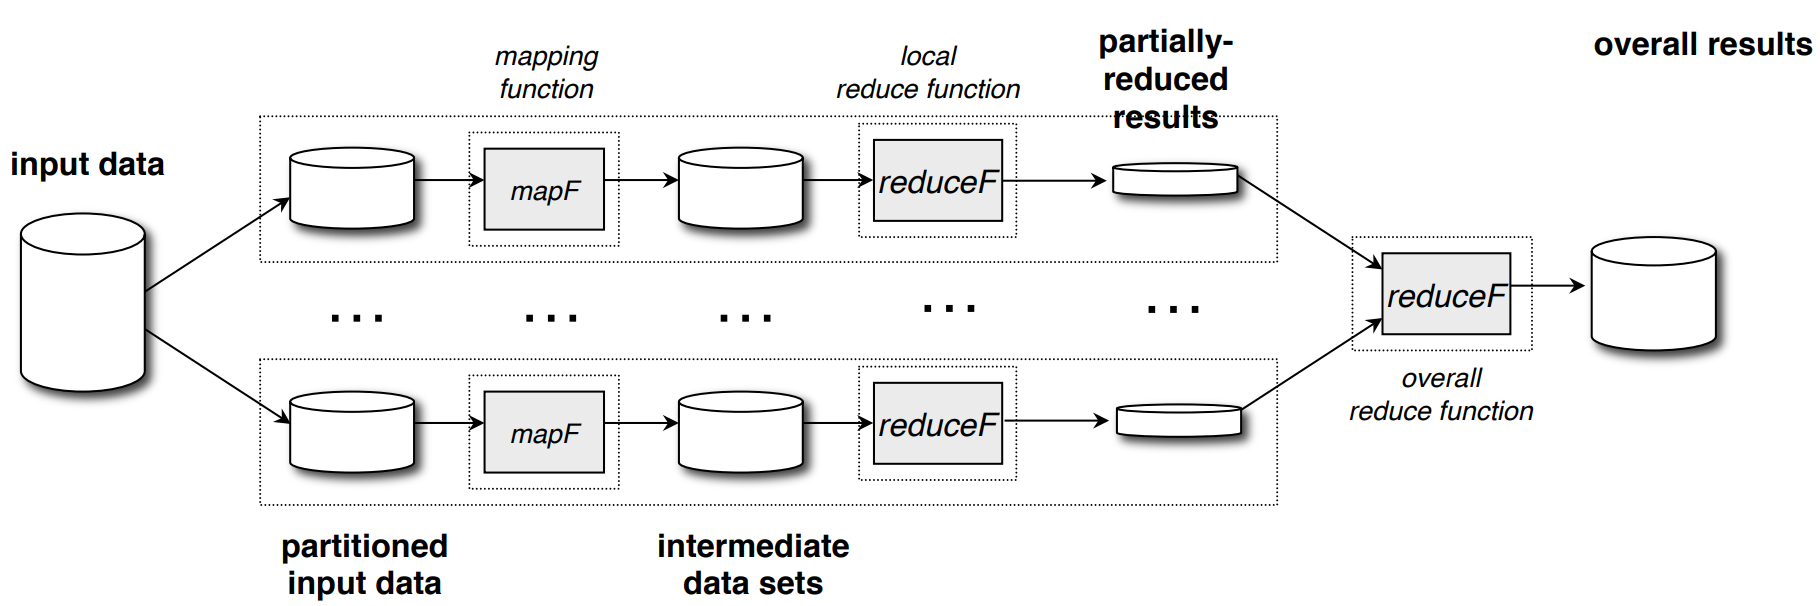 mapping
function
local
reduce function
partially-
reduced
results
overall results
input data
mapF
reduceF
... ... ... ... ...
reduceF
mapF
reduceF
overall
reduce function
partitioned
input data
intermediate
data sets